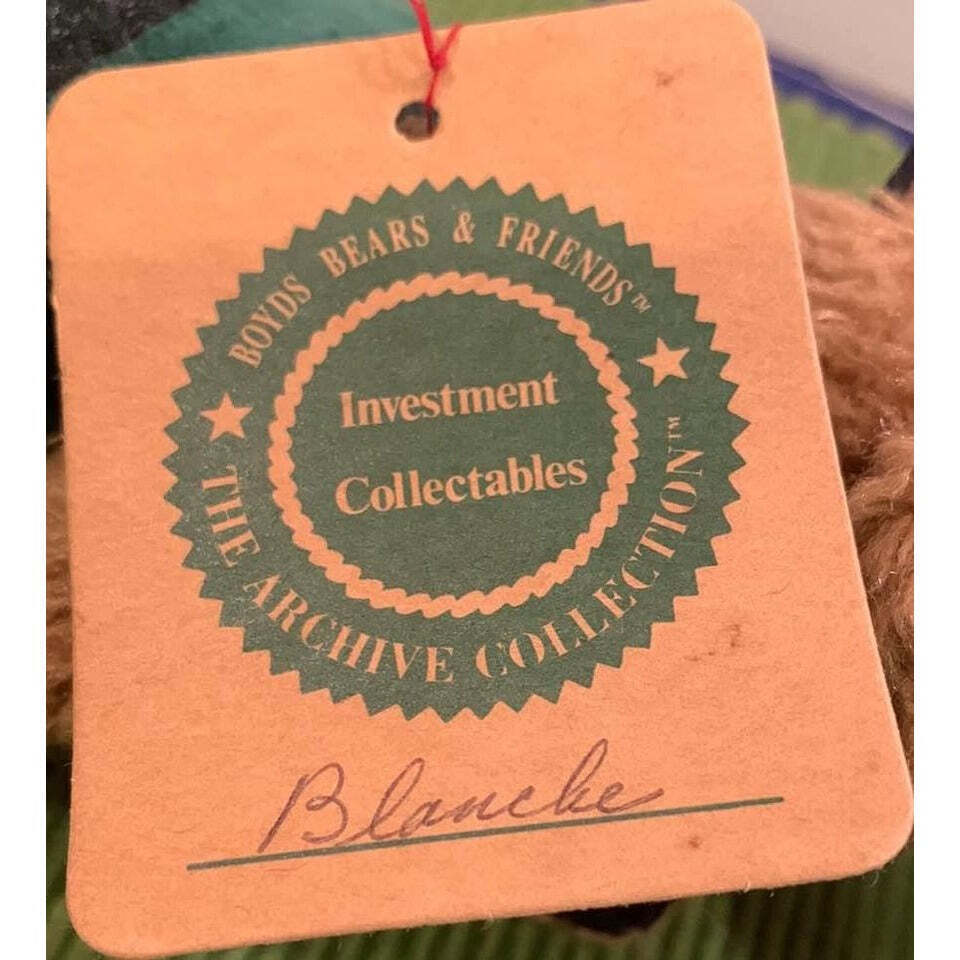 BOYDS BEARS & FRIENDS™
Investment
Collectables
THE ARCHIVE COLLECTION™
Blanche